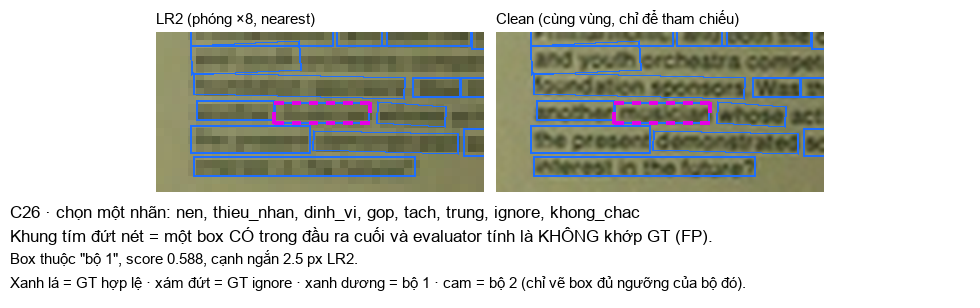 LR2 (phóng ×8, nearest)
Clean (cùng vùng, chỉ để tham chiếu)
and youth orchestra compet
foundation sponsors Was th
another whose act
the present demonstrated
interest in the future?
C26 · chọn một nhãn: nen, thieu_nhan, dinh_vi, gop, tach, trung, ignore, khong_chac
Khung tím đứt nét = một box CÓ trong đầu ra cuối và evaluator tính là KHÔNG khớp GT (FP).
Box thuộc "bộ 1", score 0.588, cạnh ngắn 2.5 px LR2.
Xanh lá = GT hợp lệ · xám đứt = GT ignore · xanh dương = bộ 1 · cam = bộ 2 (chỉ vẽ box đủ ngưỡng của bộ đó).